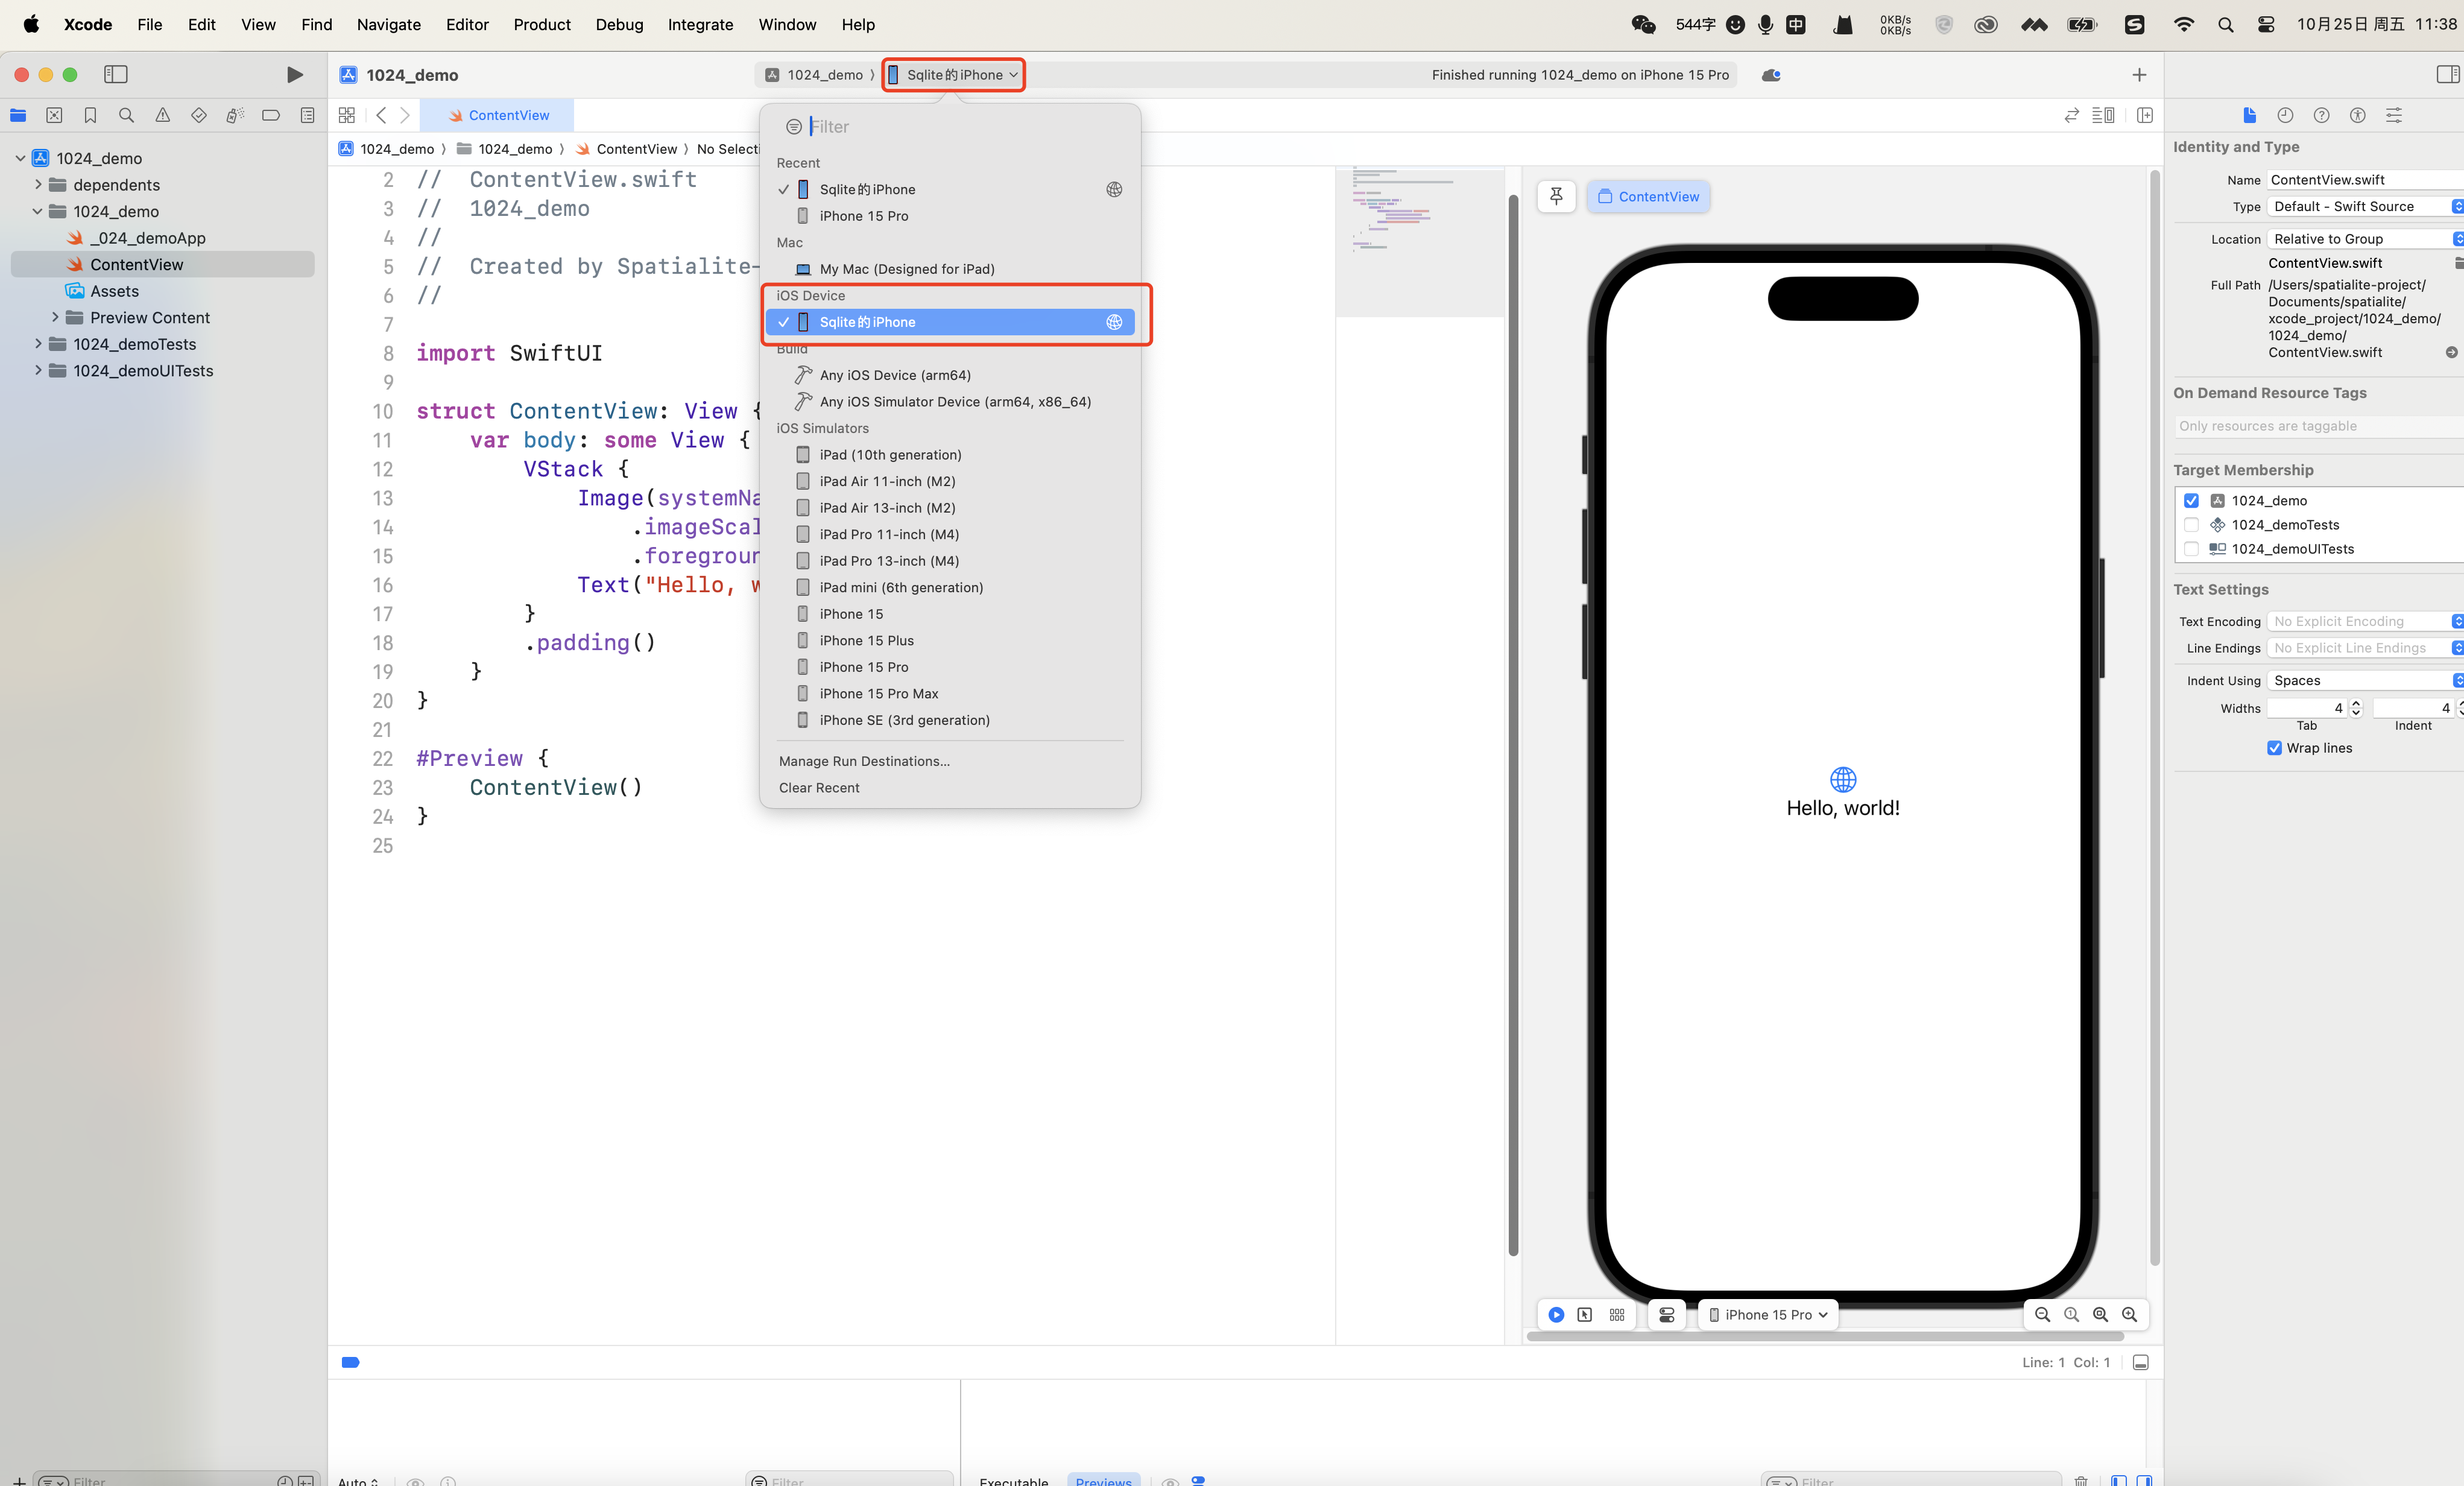 Xcode File Edit View Find Navigate Editor Product Debug Integrate Window Help 544字 中 0KB/s 0KB/s 10月25日 周五 11:38
1024_demo
1024_demo 〉 Sqlite的iPhone
Finished running 1024_demo on iPhone 15 Pro
ContentView
1024_demo 〉 1024_demo 〉 ContentView 〉 No Selecti
1024_demo
dependents
1024_demo
_024_demoApp
ContentView
Assets
Preview Content
1024_demoTests
1024_demoUITests
2 //  ContentView.swift
3 //  1024_demo
4 //
5 //  Created by Spatialite-
6 //
7
8 import SwiftUI
9
10 struct ContentView: View {
11     var body: some View {
12         VStack {
13             Image(systemNa
14                 .imageScal
15                 .foregroun
16             Text("Hello, w
17         }
18         .padding()
19     }
20 }
21
22 #Preview {
23     ContentView()
24 }
25
Filter
Recent
Sqlite的iPhone
iPhone 15 Pro
Mac
My Mac (Designed for iPad)
iOS Device
Sqlite的iPhone
Build
Any iOS Device (arm64)
Any iOS Simulator Device (arm64, x86_64)
iOS Simulators
iPad (10th generation)
iPad Air 11-inch (M2)
iPad Air 13-inch (M2)
iPad Pro 11-inch (M4)
iPad Pro 13-inch (M4)
iPad mini (6th generation)
iPhone 15
iPhone 15 Plus
iPhone 15 Pro
iPhone 15 Pro Max
iPhone SE (3rd generation)
Manage Run Destinations...
Clear Recent
ContentView
Hello, world!
iPhone 15 Pro
Identity and Type
Name ContentView.swift
Type Default - Swift Source
Location Relative to Group
ContentView.swift
Full Path /Users/spatialite-project/
Documents/spatialite/
xcode_project/1024_demo/
1024_demo/
ContentView.swift
On Demand Resource Tags
Only resources are taggable
Target Membership
1024_demo
1024_demoTests
1024_demoUITests
Text Settings
Text Encoding No Explicit Encoding
Line Endings No Explicit Line Endings
Indent Using Spaces
Widths 4 4
Tab Indent
Wrap lines
Line: 1 Col: 1
Filter
Auto
Filter
Executable Previews
Filter